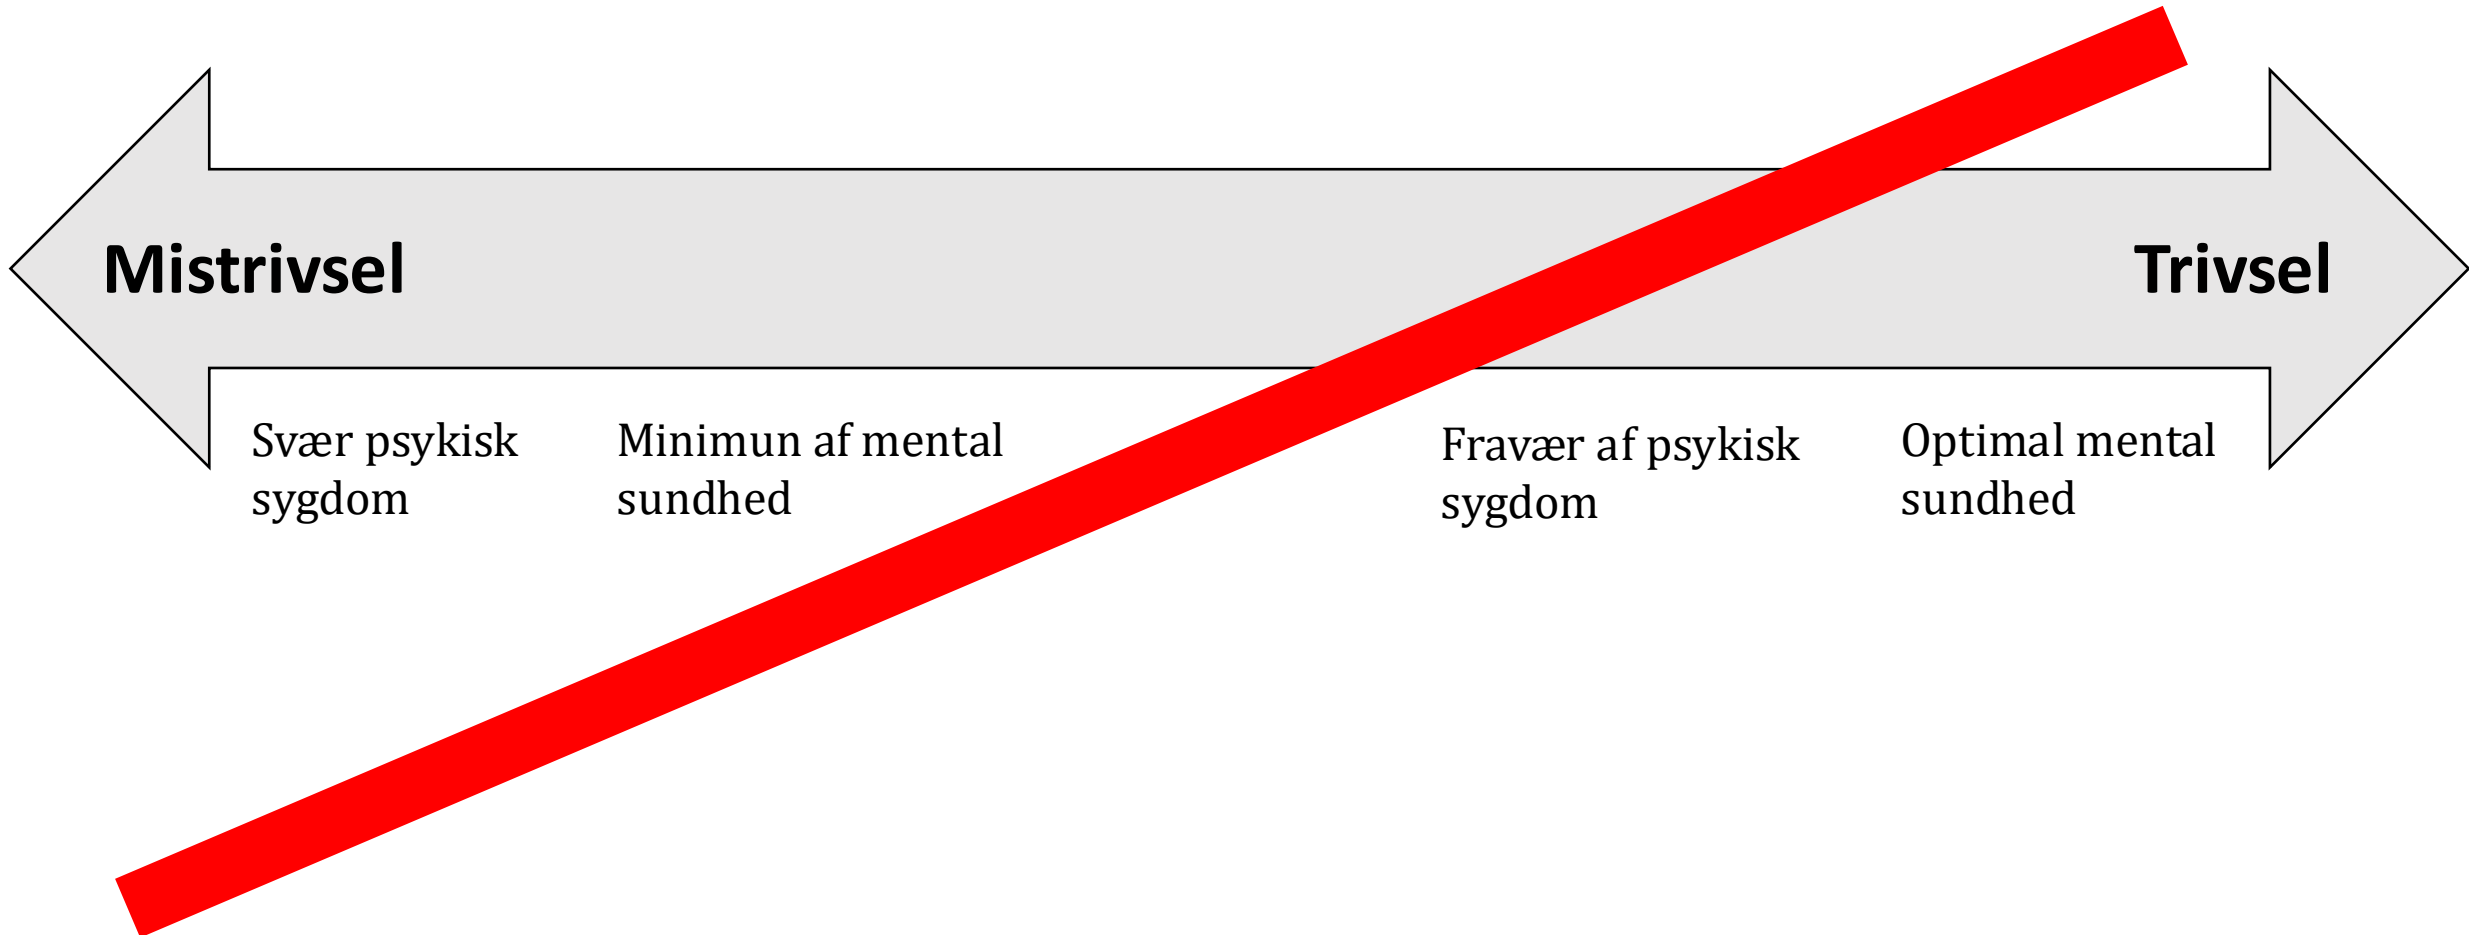 Mistrivsel
Trivsel
Svær psykisk
sygdom
Minimun af mental
sundhed
Fravær af psykisk
sygdom
Optimal mental
sundhed